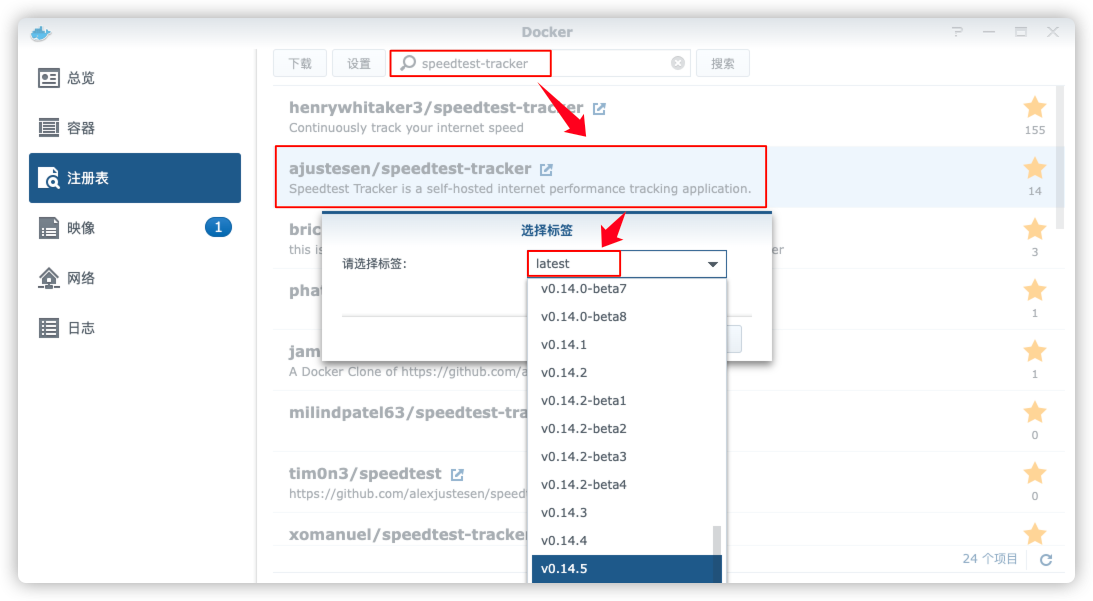 Docker
总览
容器
注册表
映像
1
网络
日志
下载
设置
speedtest-tracker
搜索
henrywhitaker3/speedtest-tracker
Continuously track your internet speed
155
ajustesen/speedtest-tracker
Speedtest Tracker is a self-hosted internet performance tracking application.
14
bric
this is
er
3
选择标签
请选择标签:
latest
v0.14.0-beta7
v0.14.0-beta8
v0.14.1
v0.14.2
v0.14.2-beta1
v0.14.2-beta2
v0.14.2-beta3
v0.14.2-beta4
v0.14.3
v0.14.4
v0.14.5
phat
1
jam
A Docker Clone of https://github.com/a
1
milindpatel63/speedtest-tra
0
tim0n3/speedtest
https://github.com/alexjustesen/speed
0
xomanuel/speedtest-tracker
24 个项目